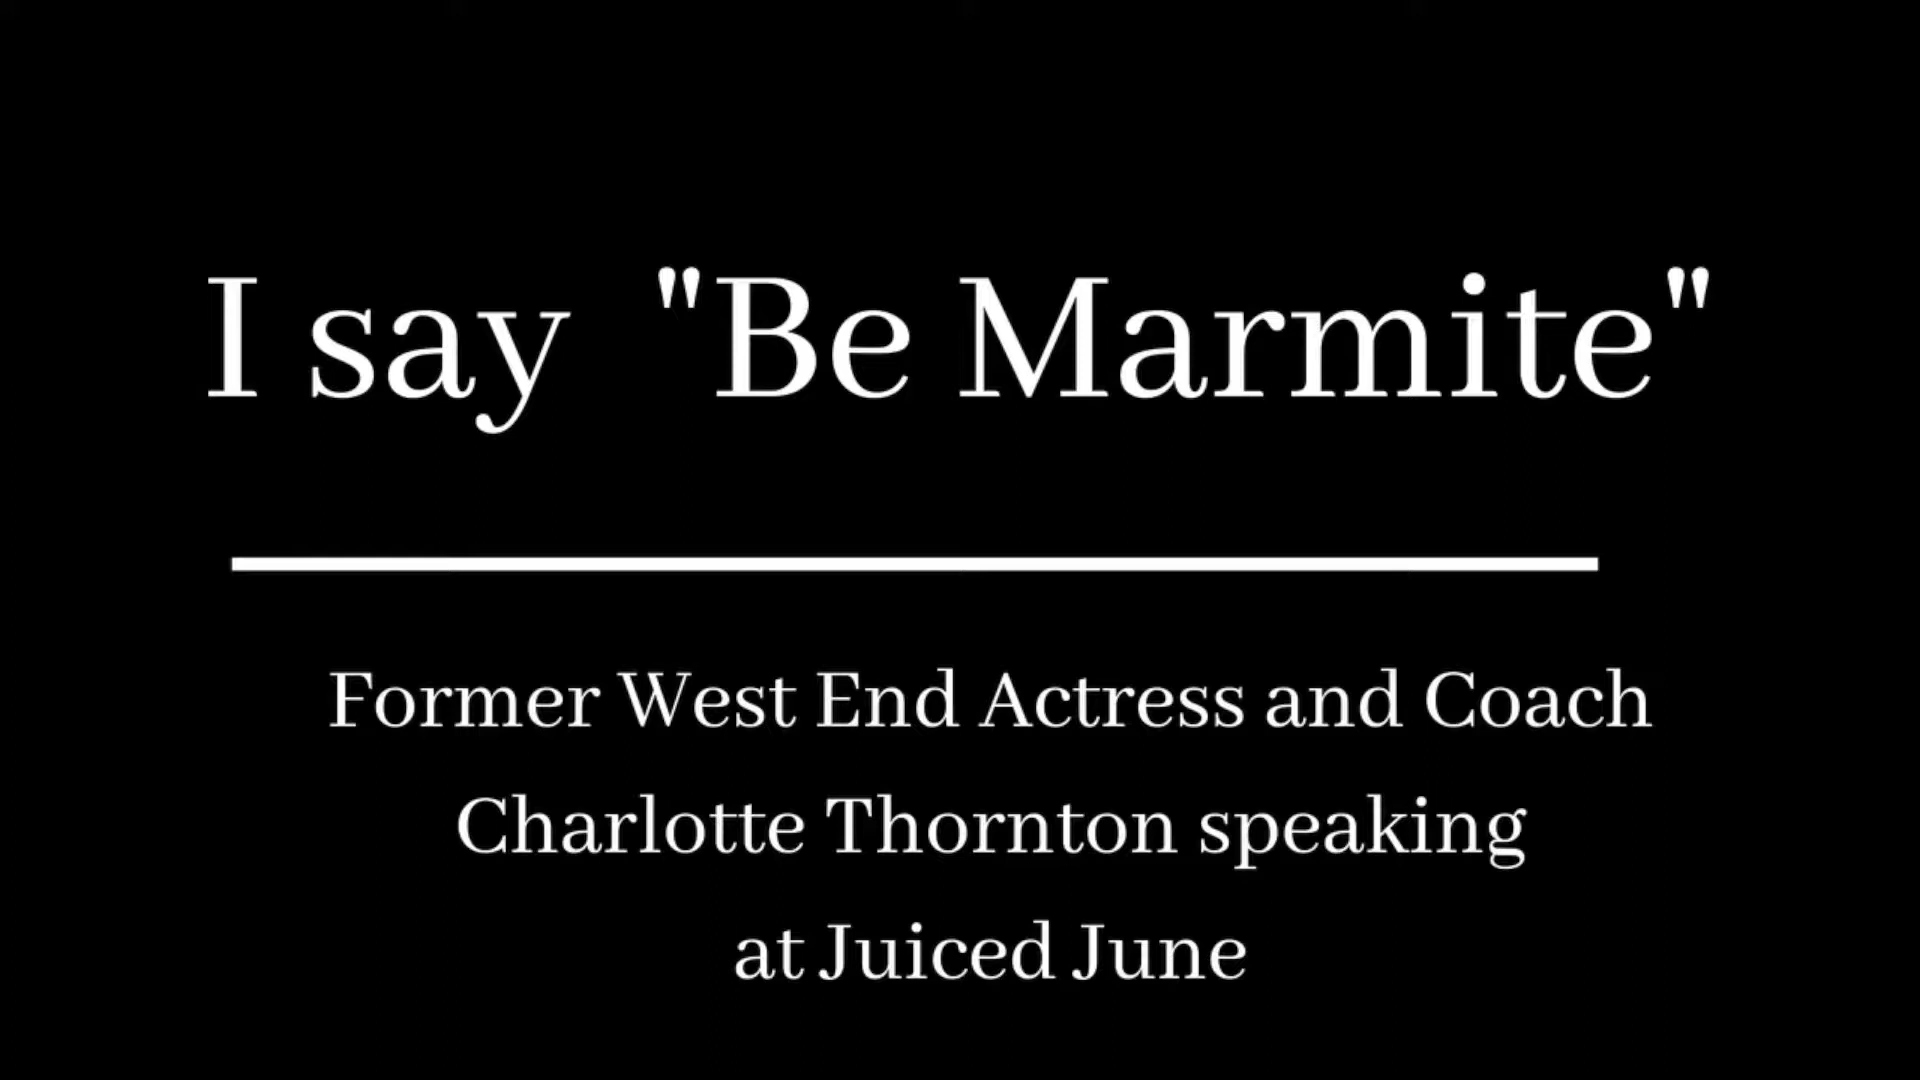 I say "Be Marmite"
Former West End Actress and Coach
Charlotte Thornton speaking
at Juiced June